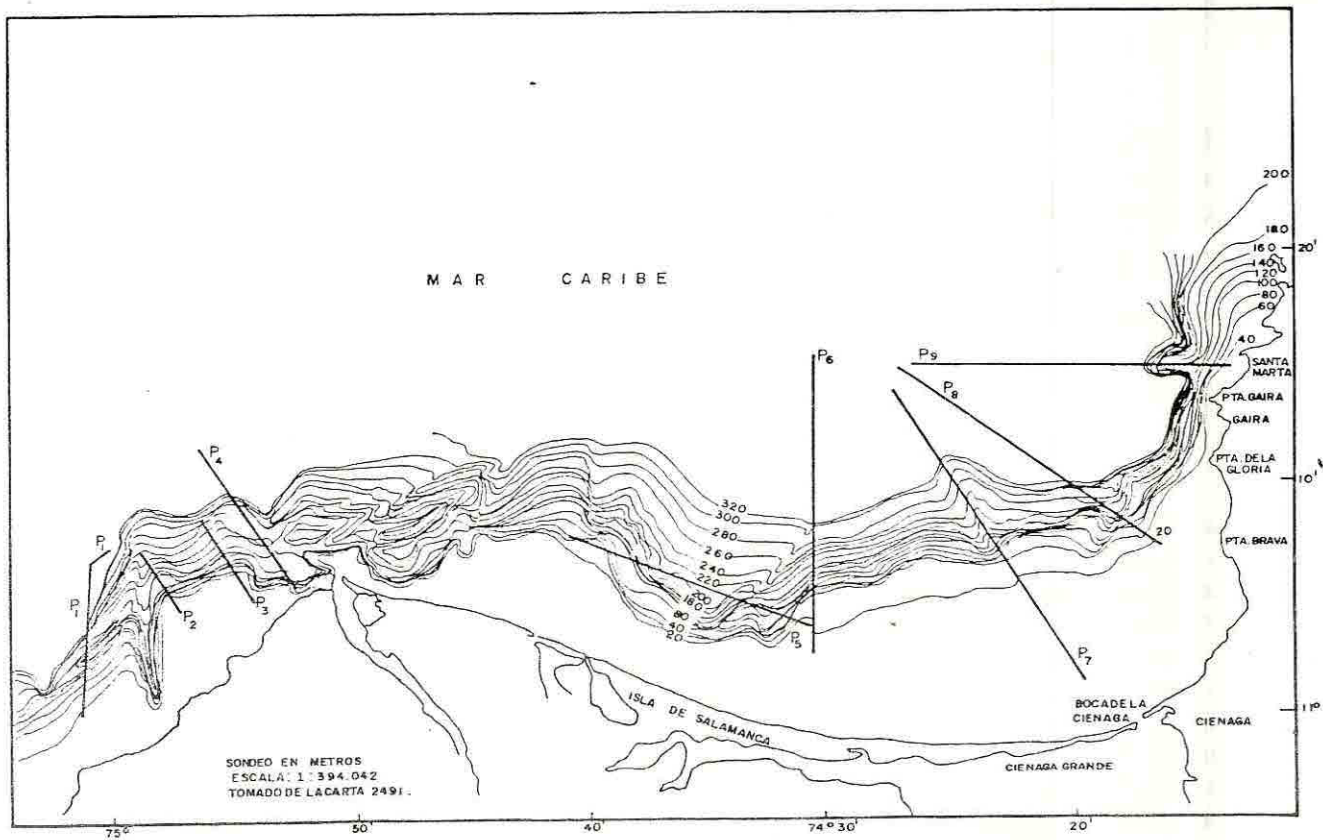 200
180
160
20'
140
120
100
80
60
MAR CARIBE
40
P6
P9
SANTA
MARTA
P8
PTA. GAIRA
GAIRA
P4
PTA. DE LA
GLORIA
10'
320
300
280
20
260
PTA. BRAVA
P1
240
220
P1
200
180
P2
P3
80
40
20
P5
P7
ISLA DE SALAMANCA
BOCA DE LA
CIENAGA
CIENAGA
11°
SONDEO EN METROS
ESCALA: 1:394.042
TOMADO DE LA CARTA 2491.
CIENAGA GRANDE
75°
50'
40'
74°30'
20'